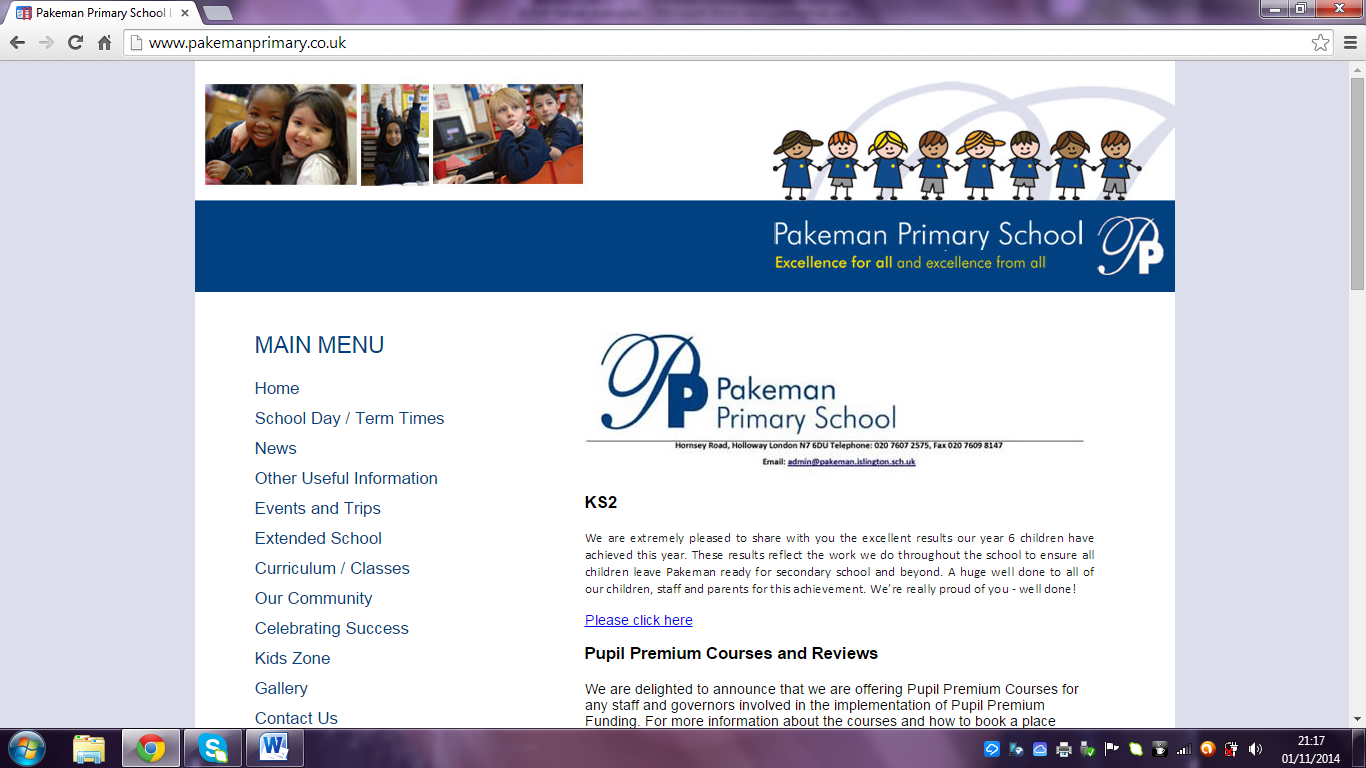 Pakeman Primary School
www.pakemanprimary.co.uk
Pakeman Primary School
Excellence for all and excellence from all
Pp
MAIN MENU
Home
School Day / Term Times
News
Other Useful Information
Events and Trips
Extended School
Curriculum / Classes
Our Community
Celebrating Success
Kids Zone
Gallery
Contact Us
Pp
Pakeman
Primary School
Hornsey Road, Holloway London N7 6DU Telephone: 020 7607 2575, Fax 020 7609 8147
Email: admin@pakeman.islington.sch.uk
KS2
We are extremely pleased to share with you the excellent results our year 6 children have
achieved this year. These results reflect the work we do throughout the school to ensure all
children leave Pakeman ready for secondary school and beyond. A huge well done to all of
our children, staff and parents for this achievement. We’re really proud of you - well done!
Please click here
Pupil Premium Courses and Reviews
We are delighted to announce that we are offering Pupil Premium Courses for
any staff and governors involved in the implementation of Pupil Premium
Funding. For more information about the courses and how to book a place
21:17
01/11/2014